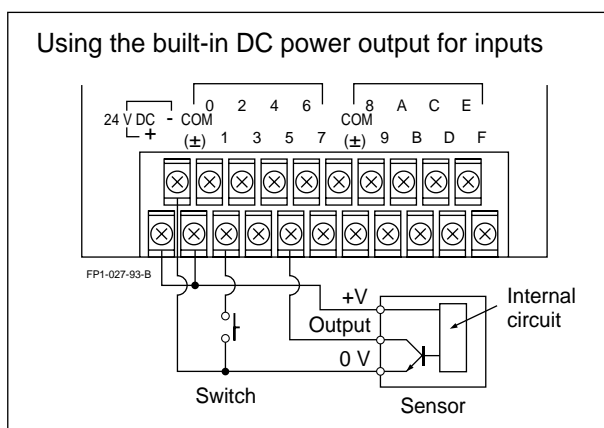 Using the built-in DC power output for inputs
0 2 4 6 8 A C E
24 V DC - COM COM
+ (±) 1 3 5 7 (±) 9 B D F
FP1-027-93-B
+V
Internal
circuit
Output
0 V
Switch
Sensor